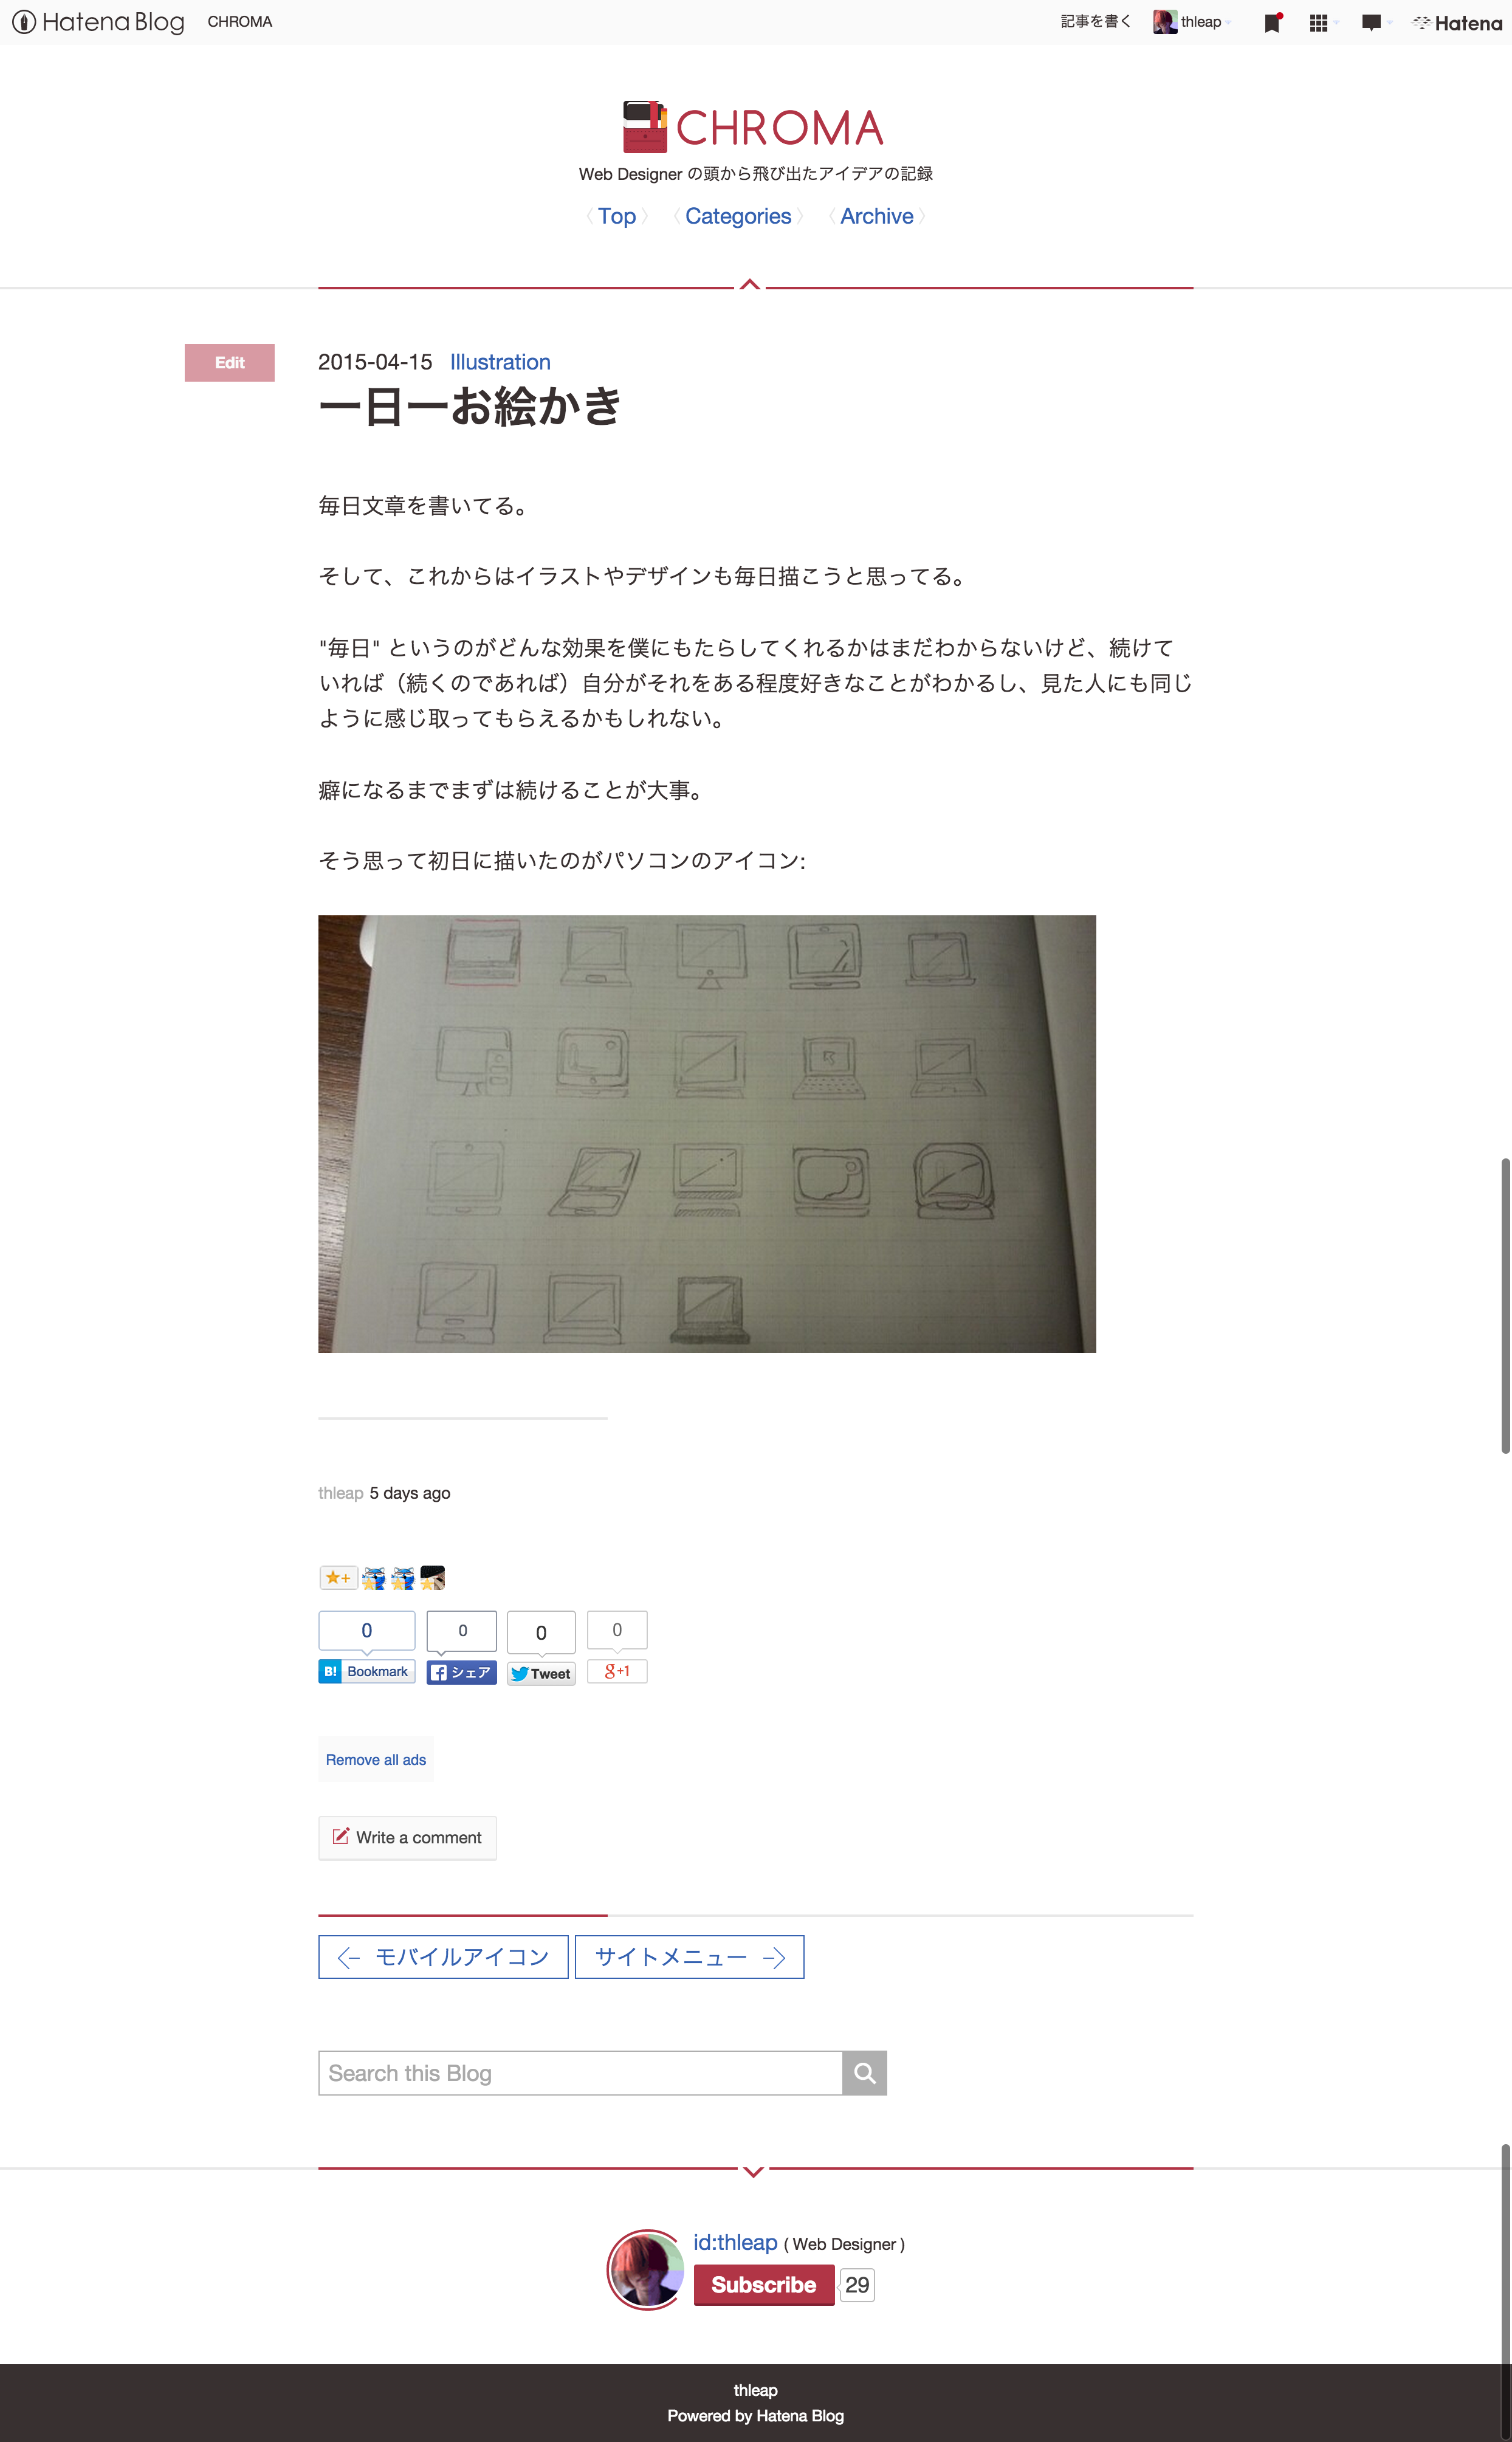 Hatena Blog CHROMA 記事を書く thleap Hatena
CHROMA
Web Designer の頭から飛び出たアイデアの記録
Top Categories Archive
Edit
2015-04-15 Illustration
一日一お絵かき
毎日文章を書いてる。
そして、これからはイラストやデザインも毎日描こうと思ってる。
"毎日" というのがどんな効果を僕にもたらしてくれるかはまだわからないけど、続けて
いれば（続くのであれば）自分がそれをある程度好きなことがわかるし、見た人にも同じ
ように感じ取ってもらえるかもしれない。
癖になるまでまずは続けることが大事。
そう思って初日に描いたのがパソコンのアイコン:
thleap 5 days ago
0 0 0 0
B! Bookmark シェア Tweet g+1
Remove all ads
Write a comment
モバイルアイコン サイトメニュー
Search this Blog
id:thleap ( Web Designer )
Subscribe 29
thleap
Powered by Hatena Blog